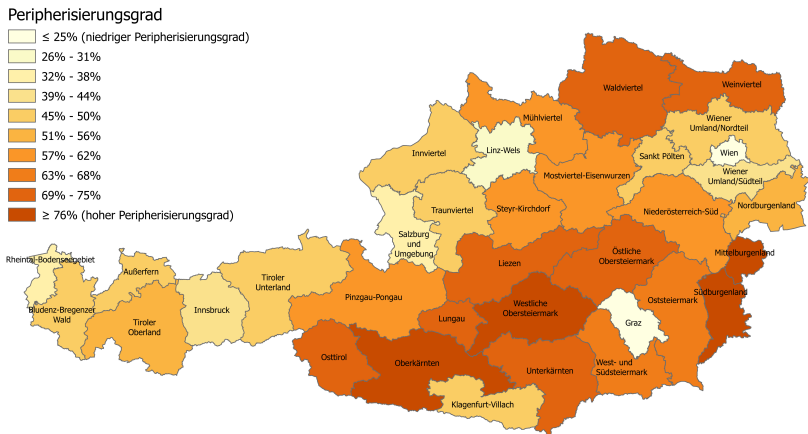 Peripherisierungsgrad
≤ 25% (niedriger Peripherisierungsgrad)
26% - 31%
32% - 38%
39% - 44%
45% - 50%
51% - 56%
57% - 62%
63% - 68%
69% - 75%
≥ 76% (hoher Peripherisierungsgrad)
Waldviertel
Weinviertel
Mühlviertel
Wiener
Umland/Nordteil
Innviertel
Linz-Wels
Sankt Pölten
Wien
Mostviertel-Eisenwurzen
Wiener
Umland/Südteil
Traunviertel
Steyr-Kirchdorf
Niederösterreich-Süd
Nordburgenland
Salzburg
und
Umgebung
Rheintal-Bodenseegebiet
Außerfern
Liezen
Östliche
Obersteiermark
Mittelburgenland
Tiroler
Unterland
Pinzgau-Pongau
Südburgenland
Oststeiermark
Bludenz-Bregenzer
Wald
Innsbruck
Westliche
Obersteiermark
Tiroler
Oberland
Lungau
Graz
Osttirol
Oberkärnten
Unterkärnten
West- und
Südsteiermark
Klagenfurt-Villach